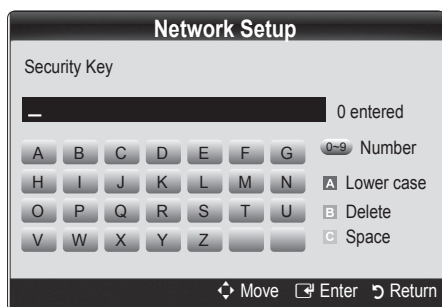 Network Setup
Security Key
_ 0 entered
A B C D E F G 0~9 Number
H I J K L M N A Lower case
O P Q R S T U B Delete
V W X Y Z C Space
Move Enter Return